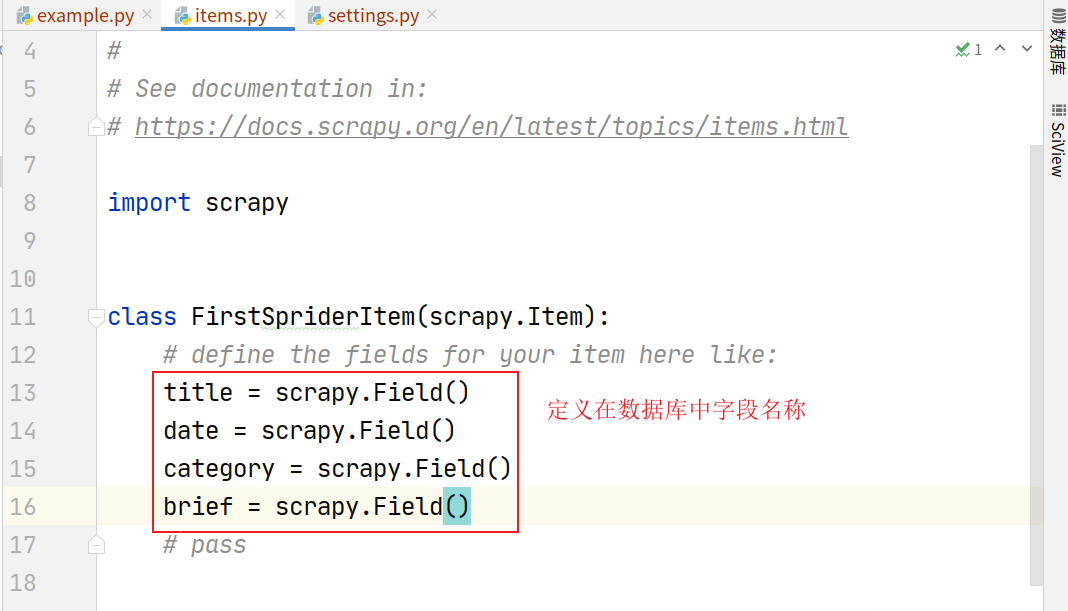 example.py
items.py
settings.py
4 #
5 # See documentation in:
6 # https://docs.scrapy.org/en/latest/topics/items.html
7
8 import scrapy
9
10
11 class FirstSpriderItem(scrapy.Item):
12 # define the fields for your item here like:
13 title = scrapy.Field()
14 date = scrapy.Field()
15 category = scrapy.Field()
16 brief = scrapy.Field()
17 # pass
18
定义在数据库中字段名称
1
数据库
SciView